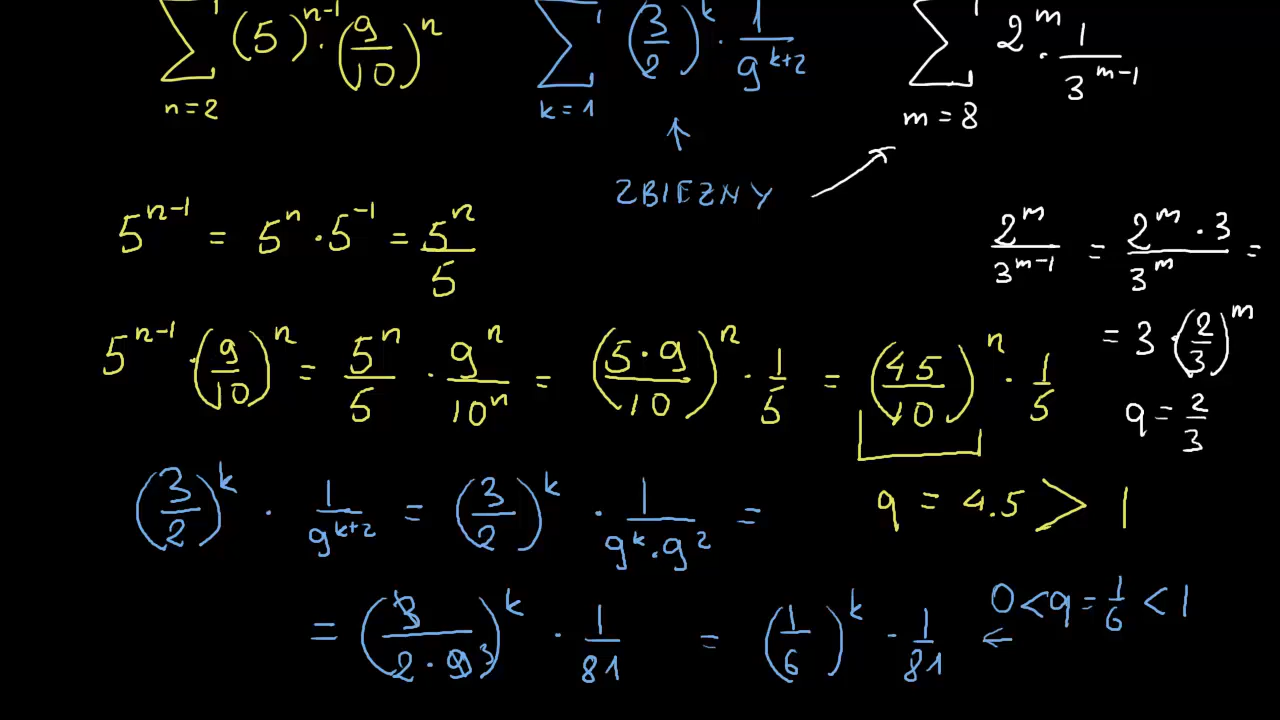 ∑ n=2 (5)^{n-1} · (9/10)^n
∑ k=1 (3/2)^k · 1/9^{k+2}
∑ m=8 2^m · 1/3^{m-1}
↑
ZBIEZNY
5^{n-1} = 5^n · 5^{-1} = 5^n/5
2^m/3^{m-1} = 2^m · 3/3^m =
= 3 · (2/3)^m
q = 2/3
5^{n-1} · (9/10)^n = 5^n/5 · 9^n/10^n = (5 · 9/10)^n · 1/5 = (45/10)^n · 1/5
q = 4.5 > 1
(3/2)^k · 1/9^{k+2} = (3/2)^k · 1/9^k · 9^2 =
= (3/2 · 9 3)^k · 1/81 = (1/6)^k · 1/81 ←
0 < q = 1/6 < 1